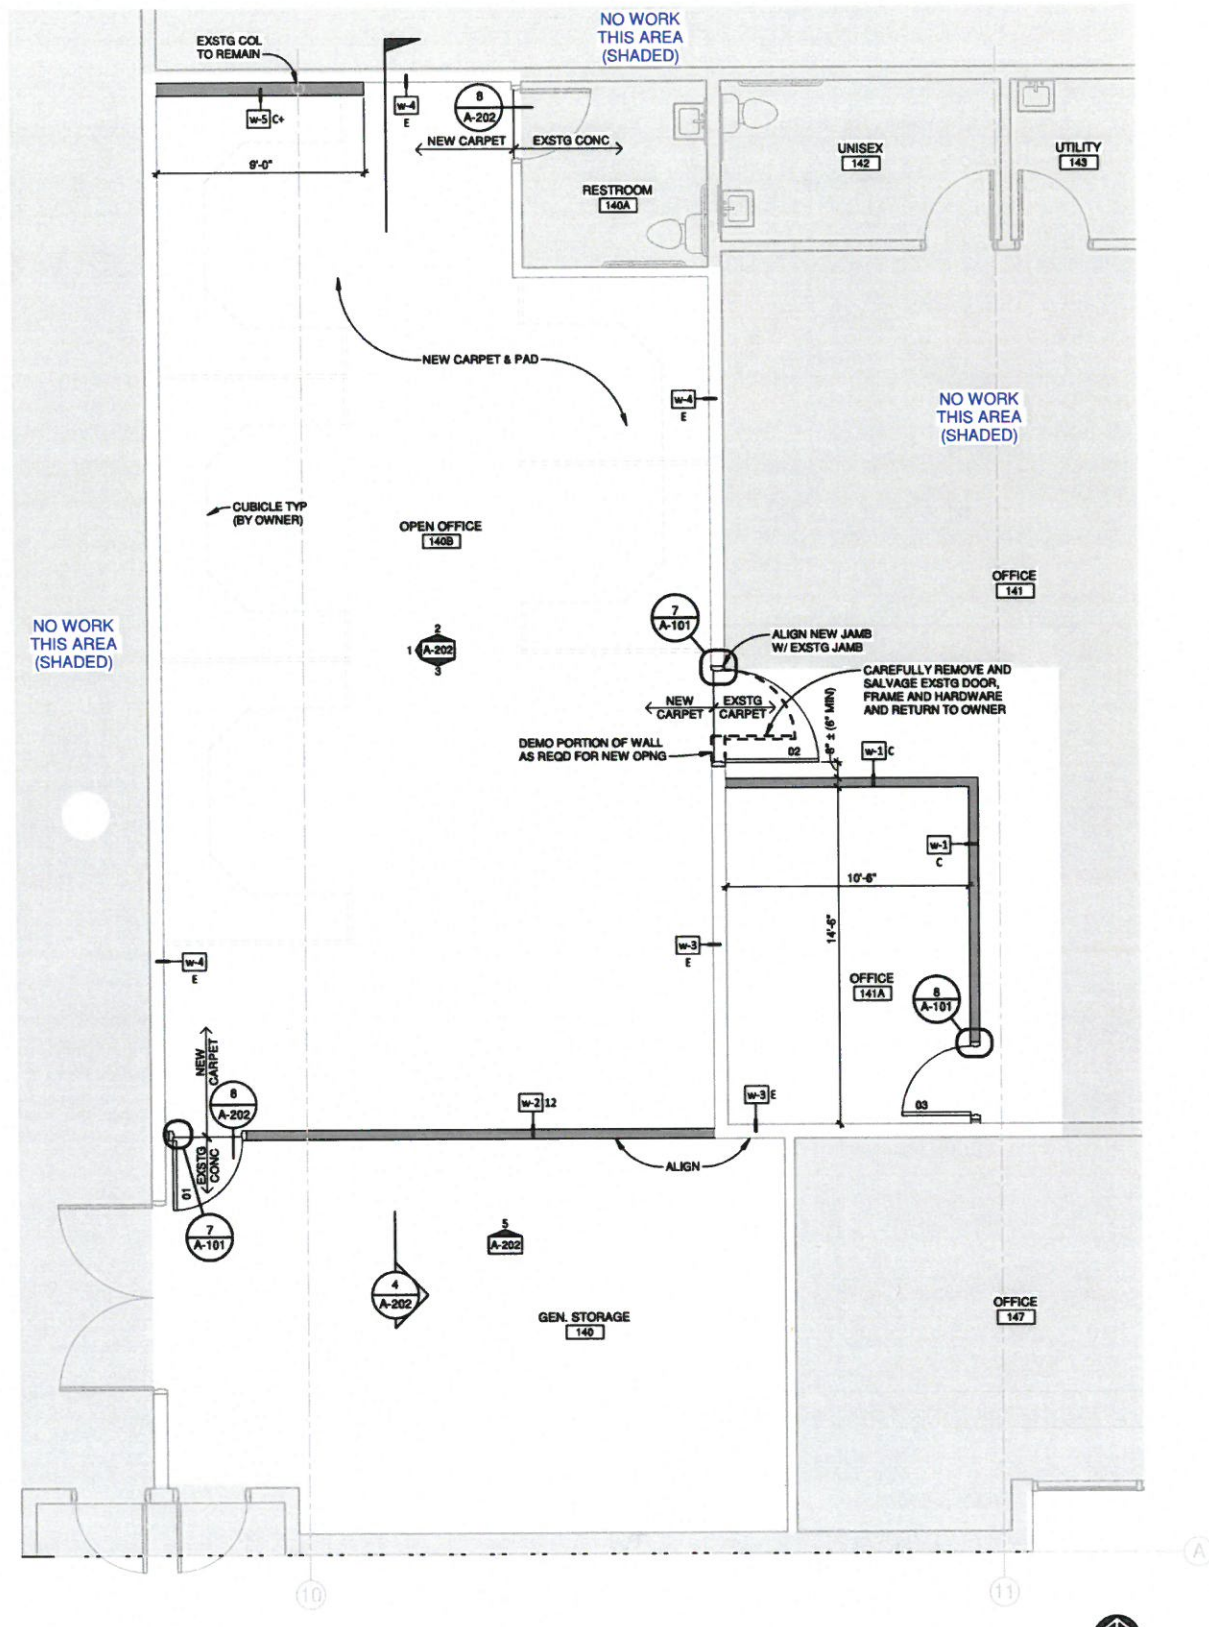 NO WORK
THIS AREA
(SHADED)
EXSTG COL
TO REMAIN
w-5 C+
9'-0"
w-4
E
8
A-202
NEW CARPET
EXSTG CONC
RESTROOM
140A
UNISEX
142
UTILITY
143
NEW CARPET & PAD
w-4
E
NO WORK
THIS AREA
(SHADED)
CUBICLE TYP
(BY OWNER)
OPEN OFFICE
140B
OFFICE
141
NO WORK
THIS AREA
(SHADED)
2
1 A-202
3
7
A-101
ALIGN NEW JAMB
W/ EXSTG JAMB
CAREFULLY REMOVE AND
SALVAGE EXSTG DOOR,
FRAME AND HARDWARE
AND RETURN TO OWNER
NEW
CARPET
EXSTG
CARPET
DEMO PORTION OF WALL
AS REQD FOR NEW OPNG
02
8" ± (6" MIN)
w-1 C
w-1
C
10'-6"
14'-6"
w-3
E
w-4
E
OFFICE
141A
8
A-101
NEW
CARPET
8
A-202
w-2 12
w-3 E
03
EXSTG
CONC
01
ALIGN
7
A-101
5
A-202
4
A-202
GEN. STORAGE
140
OFFICE
147
A
10
11